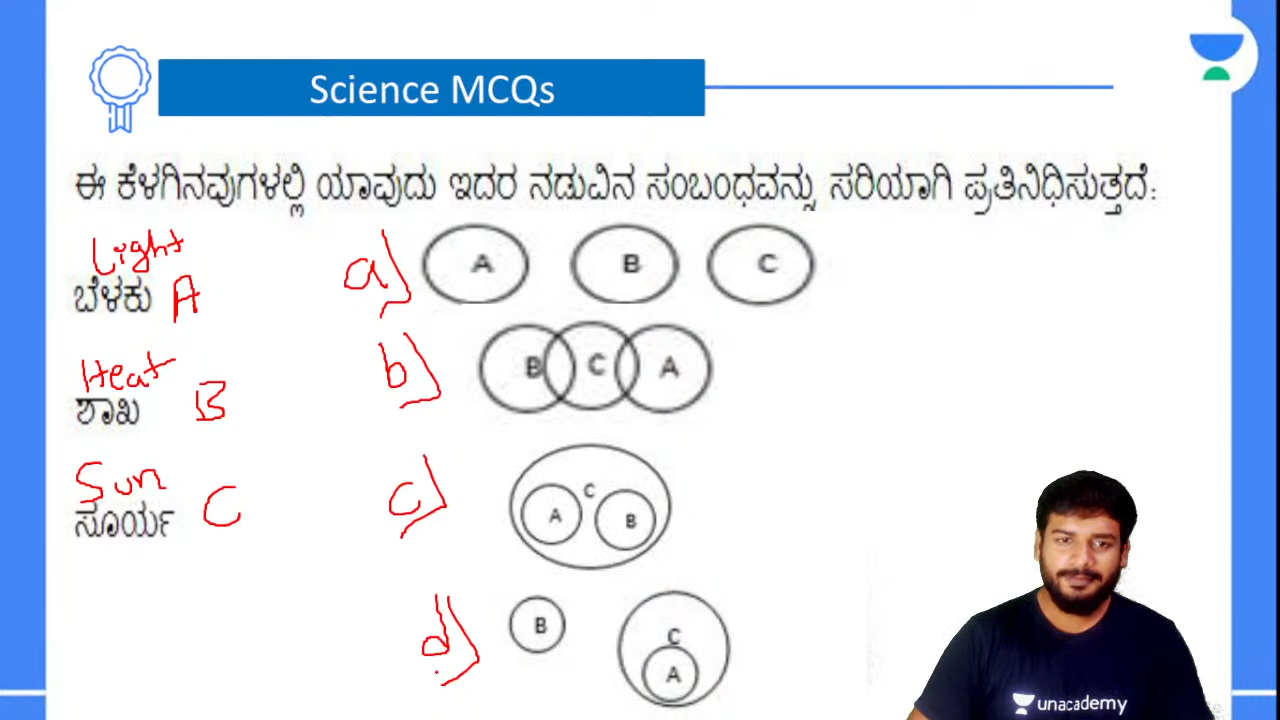 Science MCQs
ಈ ಕೆಳಗಿನವುಗಳಲ್ಲಿ ಯಾವುದು ಇದರ ನಡುವಿನ ಸಂಬಂಧವನ್ನು ಸರಿಯಾಗಿ ಪ್ರತಿನಿಧಿಸುತ್ತದೆ:
Light
ಬೆಳಕು A
Heat
ಶಾಖ B
Sun
ಸೂರ್ಯ C
a) A B C
b) B C A
c) C A B
d) B C A
unacademy